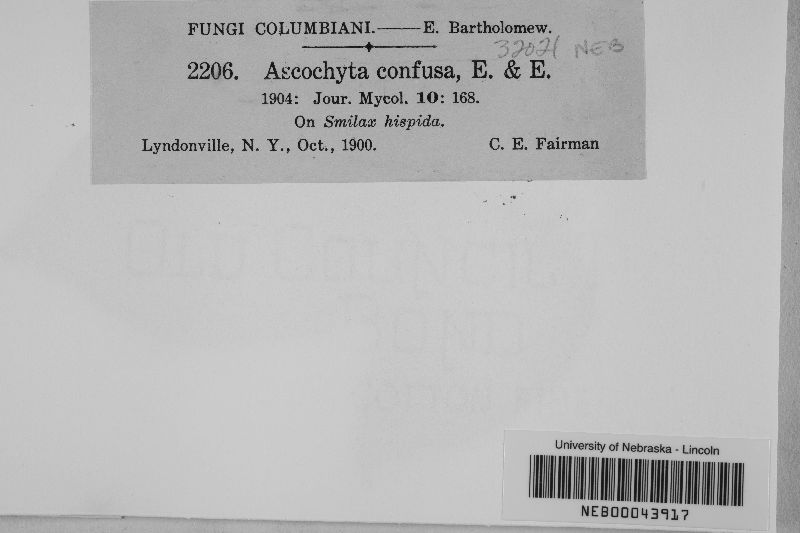 FUNGI COLUMBIANI.——E. Bartholomew.
32021 NEB
2206. Ascochyta confusa, E. & E.
1904: Jour. Mycol. 10: 168.
On Smilax hispida.
Lyndonville, N. Y., Oct., 1900. C. E. Fairman
University of Nebraska - Lincoln
NEB00043917